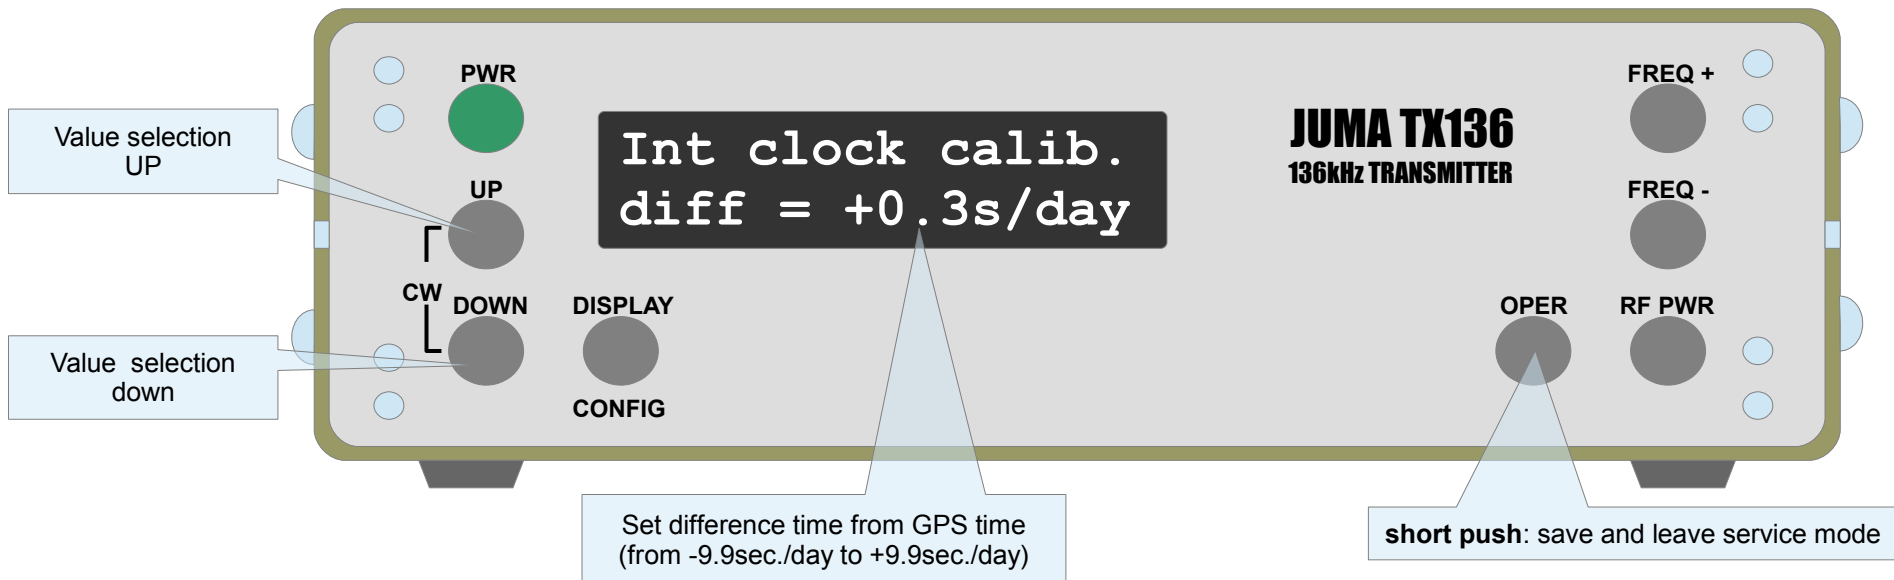 PWR
FREQ +
Value selection
UP
Int clock calib.
diff = +0.3s/day
JUMA TX136
136kHz TRANSMITTER
UP
FREQ -
CW
DOWN
DISPLAY
OPER
RF PWR
Value  selection
down
CONFIG
Set difference time from GPS time
(from -9.9sec./day to +9.9sec./day)
short push: save and leave service mode